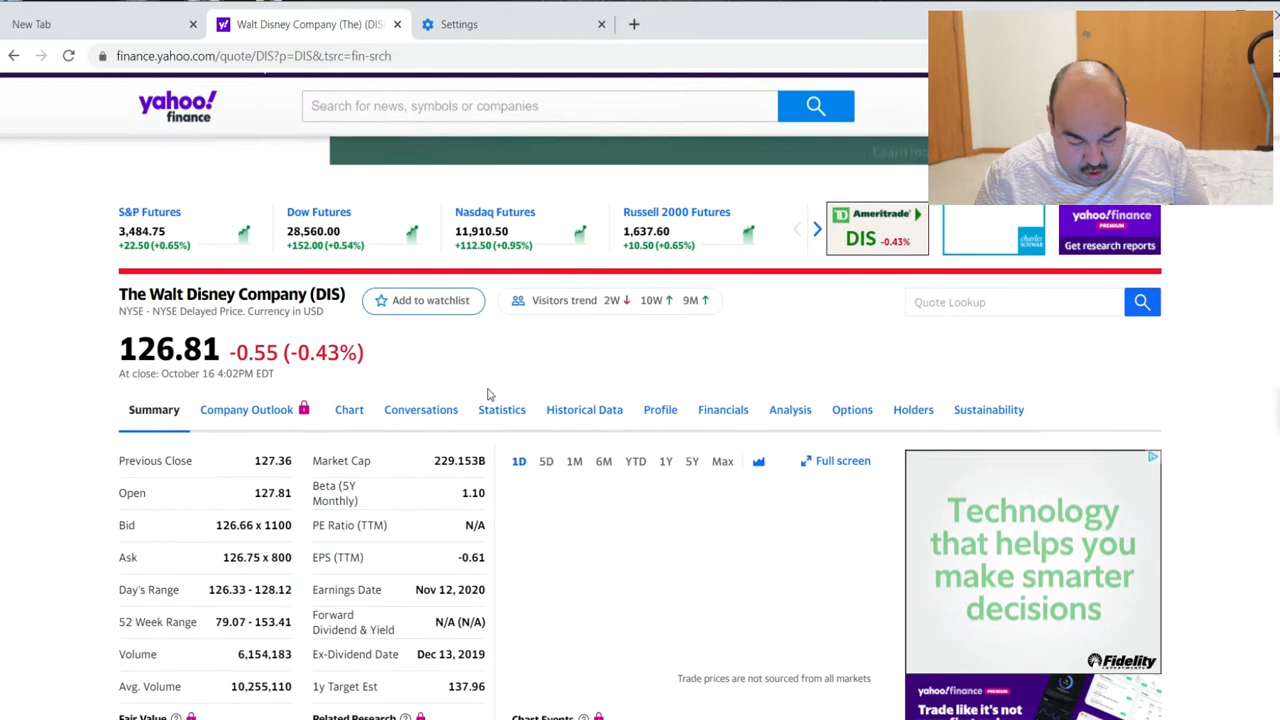 New Tab
Walt Disney Company (The) (DIS)
Settings
finance.yahoo.com/quote/DIS?p=DIS&.tsrc=fin-srch
yahoo!
finance
Search for news, symbols or companies
S&P Futures
3,484.75
+22.50 (+0.65%)
Dow Futures
28,560.00
+152.00 (+0.54%)
Nasdaq Futures
11,910.50
+112.50 (+0.95%)
Russell 2000 Futures
1,637.60
+10.50 (+0.65%)
Ameritrade
DIS -0.43%
charles
SCHWAB
yahoo!finance
PREMIUM
Get research reports
The Walt Disney Company (DIS)
NYSE - NYSE Delayed Price. Currency in USD
Add to watchlist
Visitors trend 2W 10W 9M
Quote Lookup
126.81 -0.55 (-0.43%)
At close: October 16 4:02PM EDT
Summary Company Outlook Chart Conversations Statistics Historical Data Profile Financials Analysis Options Holders Sustainability
Previous Close 127.36
Open 127.81
Bid 126.66 x 1100
Ask 126.75 x 800
Day's Range 126.33 - 128.12
52 Week Range 79.07 - 153.41
Volume 6,154,183
Avg. Volume 10,255,110
Fair Value
Market Cap 229.153B
Beta (5Y
Monthly) 1.10
PE Ratio (TTM) N/A
EPS (TTM) -0.61
Earnings Date Nov 12, 2020
Forward
Dividend & Yield N/A (N/A)
Ex-Dividend Date Dec 13, 2019
1y Target Est 137.96
Related Research
1D 5D 1M 6M YTD 1Y 5Y Max
Full screen
Trade prices are not sourced from all markets
Chart Events
Technology
that helps you
make smarter
decisions
Fidelity
INVESTMENTS
yahoo!finance PREMIUM
Trade like it's not